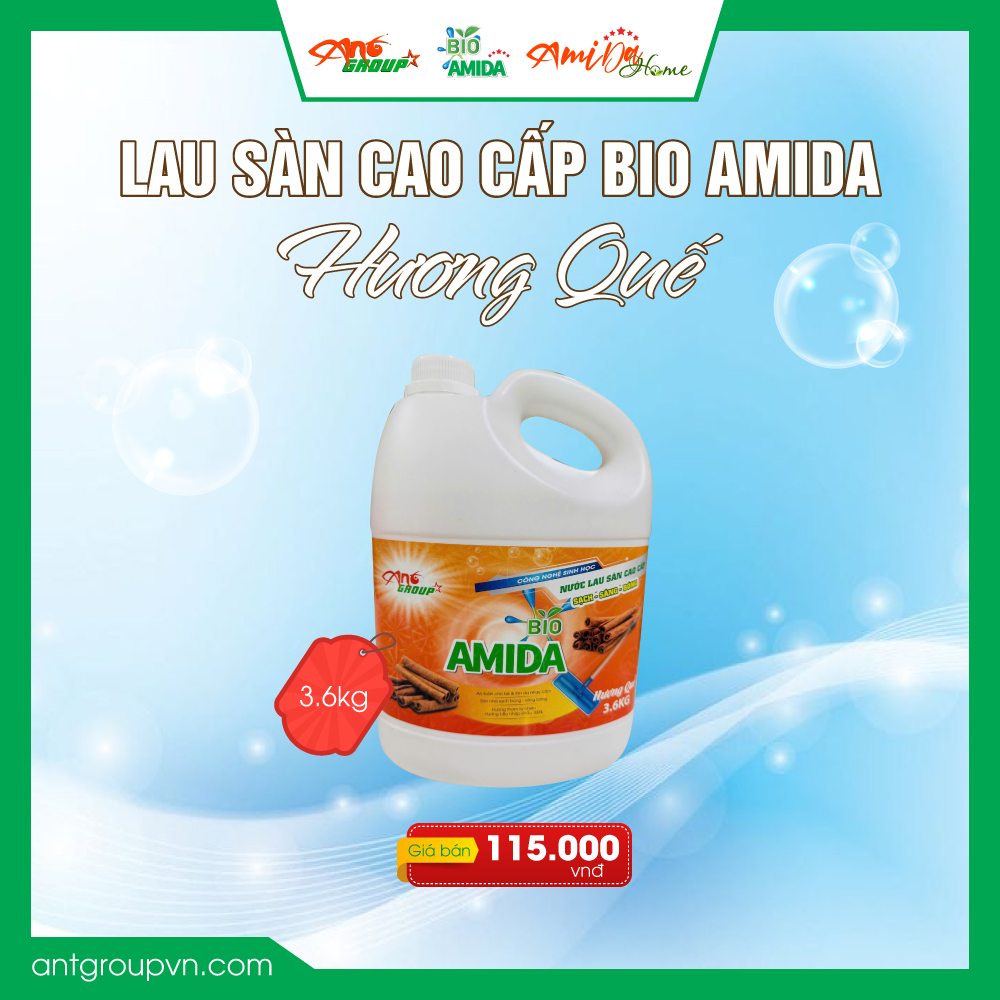 Ant GROUP
BIO AMIDA
AmiDa Home
LAU SÀN CAO CẤP BIO AMIDA
Hương Quế
Ant GROUP
CÔNG NGHỆ SINH HỌC
NƯỚC LAU SÀN CAO CẤP
SẠCH - SÁNG - BÓNG
BIO
AMIDA
Hương Quế
3.6KG
3.6kg
Giá bán 115.000
vnđ
antgroupvn.com